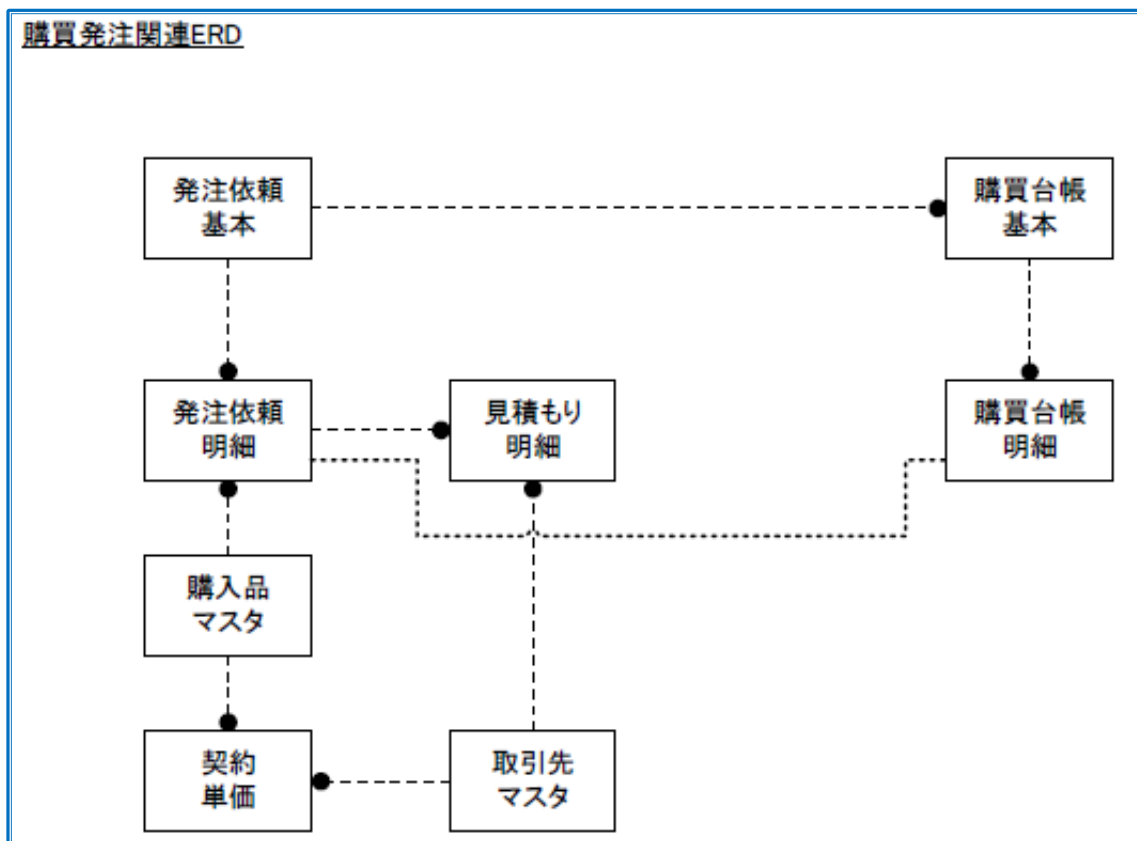 購買発注関連ERD
発注依頼
基本
購買台帳
基本
発注依頼
明細
見積もり
明細
購買台帳
明細
購入品
マスタ
契約
単価
取引先
マスタ